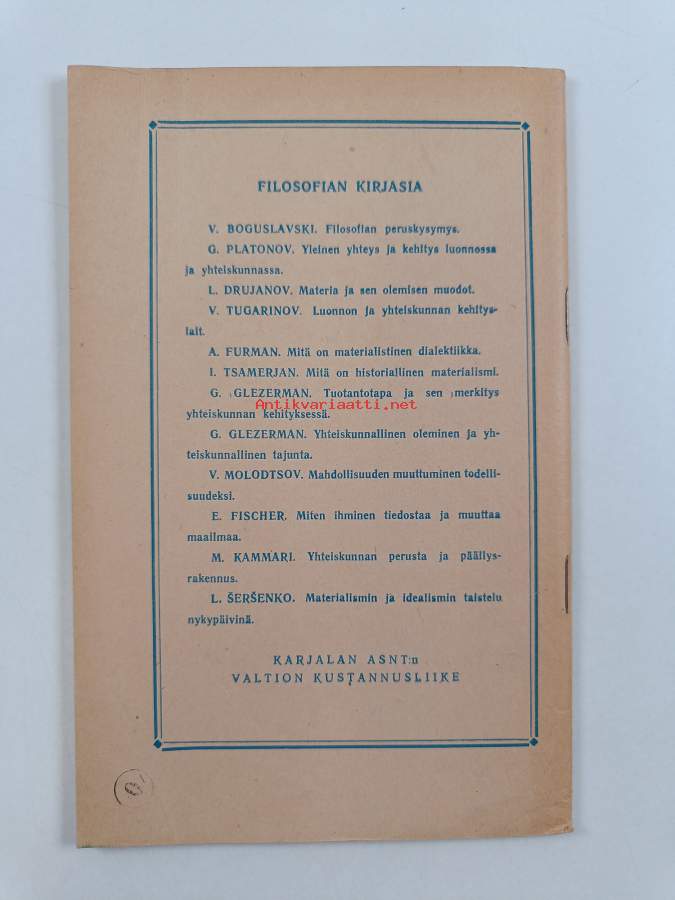 FILOSOFIAN KIRJASIA
V. BOGUSLAVSKI. Filosofian peruskysymys.
G. PLATONOV. Yleinen yhteys ja kehitys luonnossa
ja yhteiskunnassa.
L. DRUJANOV. Materia ja sen olemisen muodot.
V. TUGARINOV. Luonnon ja yhteiskunnan kehitys-
lait.
A. FURMAN. Mitä on materialistinen dialektiikka.
I. TSAMERJAN. Mitä on historiallinen materialismi.
G. GLEZERMAN. Tuotantotapa ja sen merkitys
Antikvariaatti.net
yhteiskunnan kehityksessä.
G. GLEZERMAN. Yhteiskunnallinen oleminen ja yh-
teiskunnallinen tajunta.
V. MOLODTSOV. Mahdollisuuden muuttuminen todelli-
suudeksi.
E. FISCHER. Miten ihminen tiedostaa ja muuttaa
maailmaa.
M. KAMMARI. Yhteiskunnan perusta ja päällys-
rakennus.
L. ŠERŠENKO. Materialismin ja idealismin taistelu
nykypäivinä.
KARJALAN ASNT:n
VALTION KUSTANNUSLIIKE